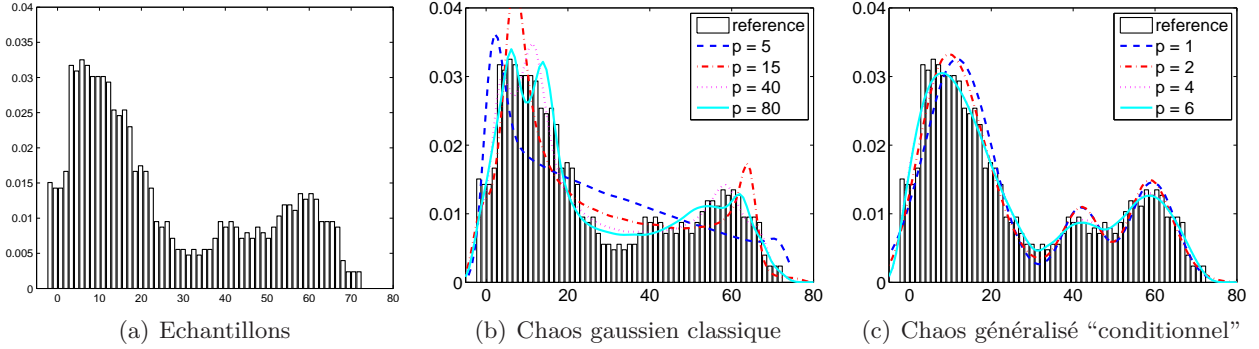 0.04
0.035
0.03
0.025
0.02
0.015
0.01
0.005
0
0 10 20 30 40 50 60 70 80
(a) Echantillons
0.04
0.03
0.02
0.01
0
0 20 40 60 80
reference
p = 5
p = 15
p = 40
p = 80
(b) Chaos gaussien classique
0.04
0.03
0.02
0.01
0
0 20 40 60 80
reference
p = 1
p = 2
p = 4
p = 6
(c) Chaos généralisé “conditionnel”